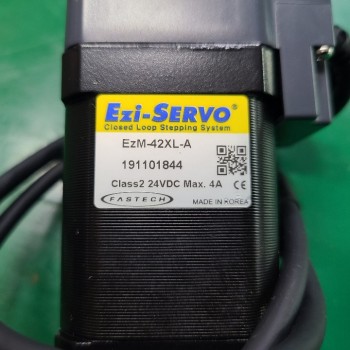 Ezi-SERVO®
Closed Loop Stepping System
EzM-42XL-A
191101844
Class2 24VDC Max. 4A CE
FASTECH MADE IN KOREA